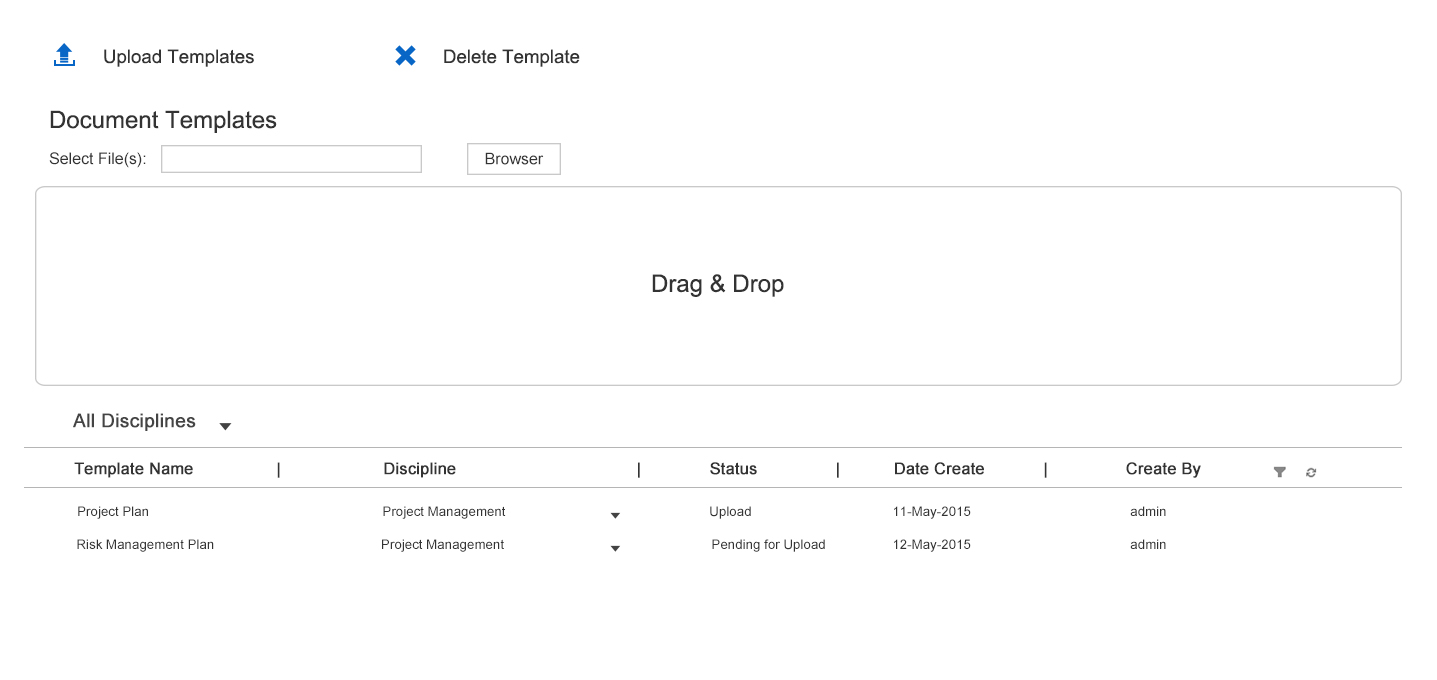 Upload Templates Delete Template
Document Templates
Select File(s): Browser
Drag & Drop
All Disciplines
Template Name | Discipline | Status | Date Create | Create By
Project Plan Project Management Upload 11-May-2015 admin
Risk Management Plan Project Management Pending for Upload 12-May-2015 admin